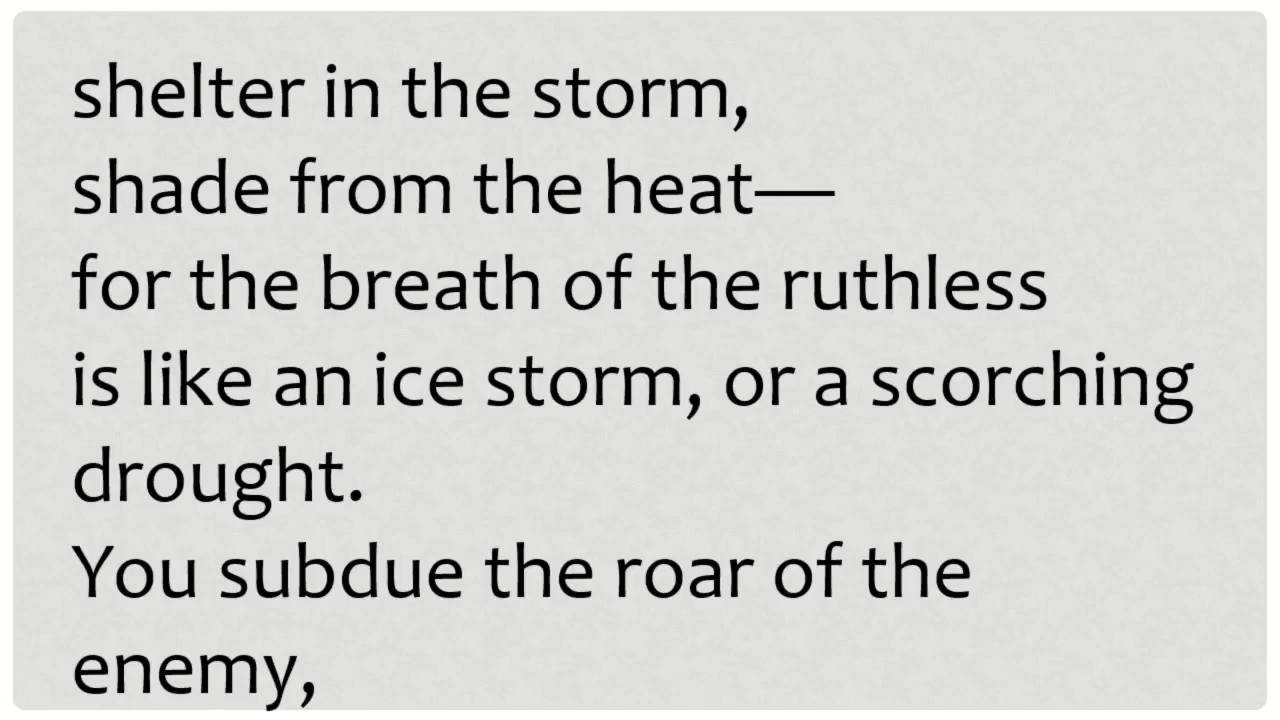 shelter in the storm,
shade from the heat—
for the breath of the ruthless
is like an ice storm, or a scorching
drought.
You subdue the roar of the
enemy,